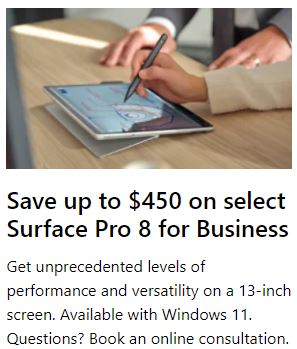 Save up to $450 on select
Surface Pro 8 for Business
Get unprecedented levels of
performance and versatility on a 13-inch
screen. Available with Windows 11.
Questions? Book an online consultation.